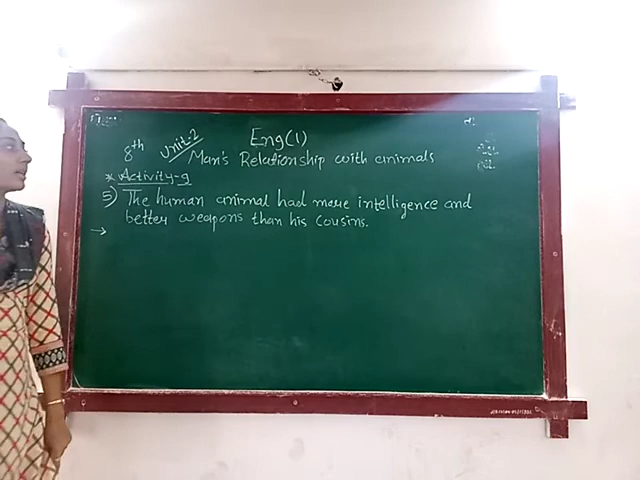 8th Unit-2 Eng(1)
Man's Relationship with animals
* Activity-9
5) The human animal had more intelligence and
better weapons than his cousins.
→